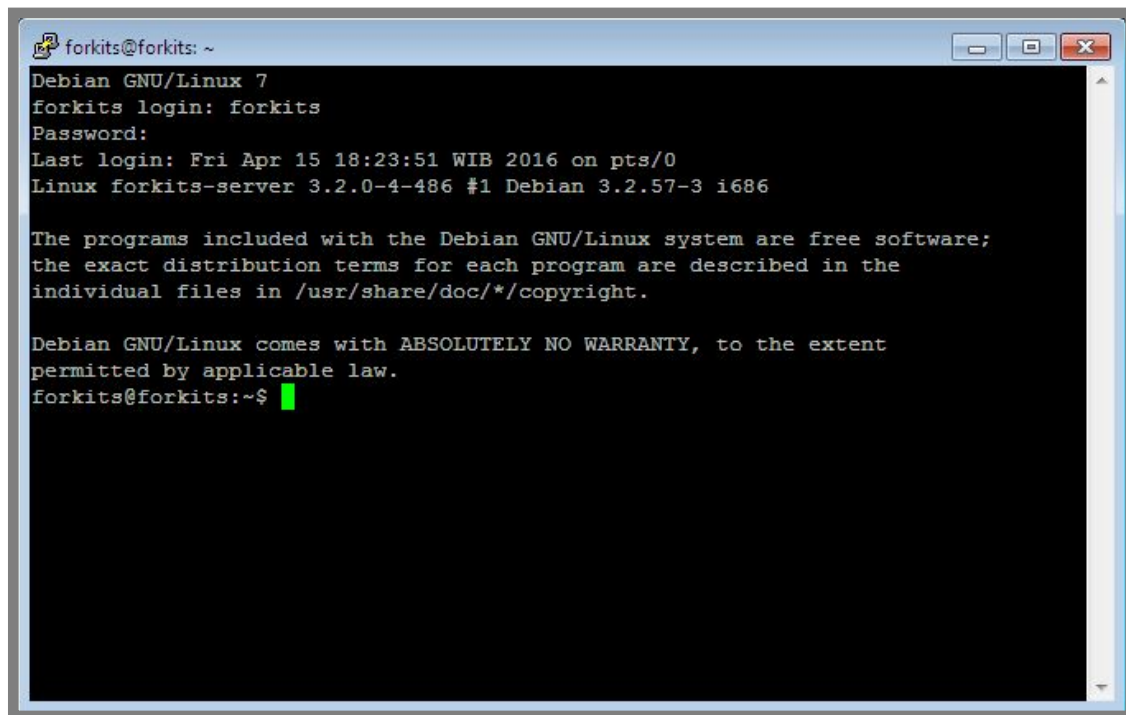 forkits@forkits: ~
Debian GNU/Linux 7
forkits login: forkits
Password:
Last login: Fri Apr 15 18:23:51 WIB 2016 on pts/0
Linux forkits-server 3.2.0-4-486 #1 Debian 3.2.57-3 i686
The programs included with the Debian GNU/Linux system are free software;
the exact distribution terms for each program are described in the
individual files in /usr/share/doc/*/copyright.
Debian GNU/Linux comes with ABSOLUTELY NO WARRANTY, to the extent
permitted by applicable law.
forkits@forkits:~$